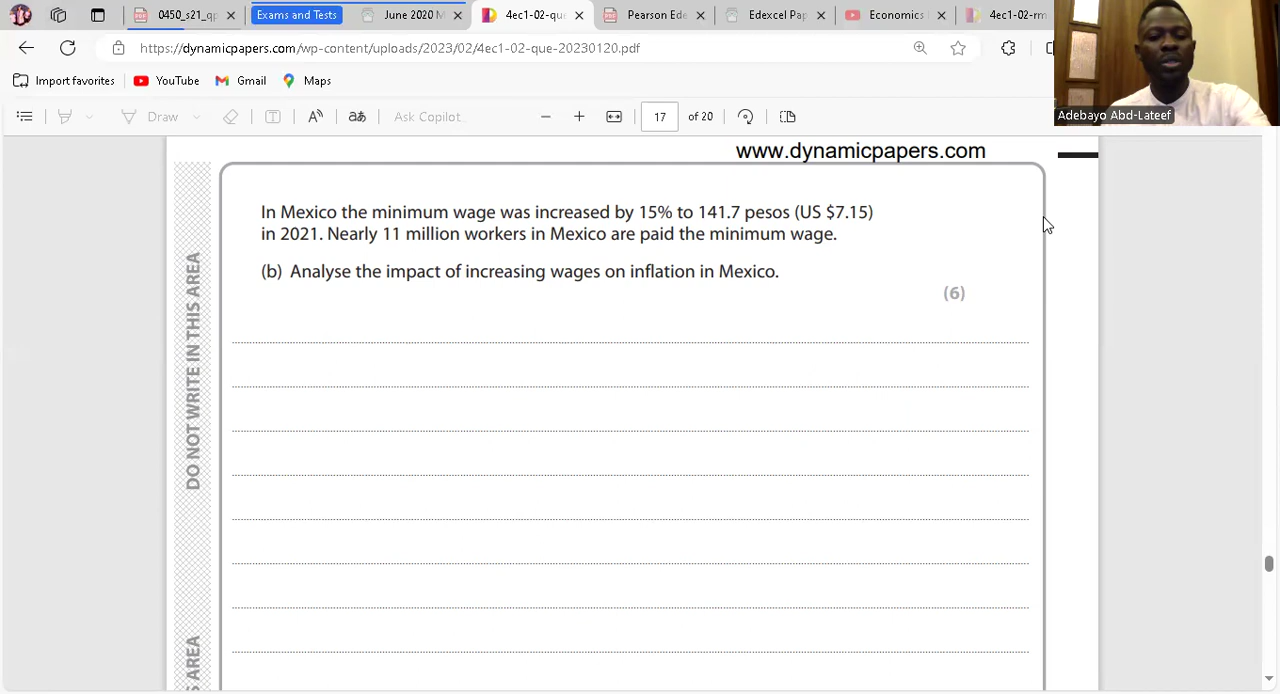 0450_s21_qp
Exams and Tests
June 2020 M
4ec1-02-que
Pearson Ede
Edexcel Pap
Economics
4ec1-02-rm
https://dynamicpapers.com/wp-content/uploads/2023/02/4ec1-02-que-20230120.pdf
Import favorites
YouTube
Gmail
Maps
Adebayo Abd-Lateef
Draw
aあ
Ask Copilot
17
of 20
www.dynamicpapers.com
In Mexico the minimum wage was increased by 15% to 141.7 pesos (US $7.15)
in 2021. Nearly 11 million workers in Mexico are paid the minimum wage.
(b) Analyse the impact of increasing wages on inflation in Mexico.
(6)
DO NOT WRITE IN THIS AREA
AREA